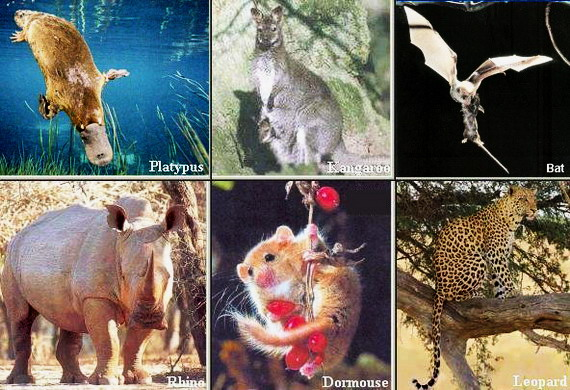 Platypus
Kangaroo
Bat
Rhino
Dormouse
Leopard